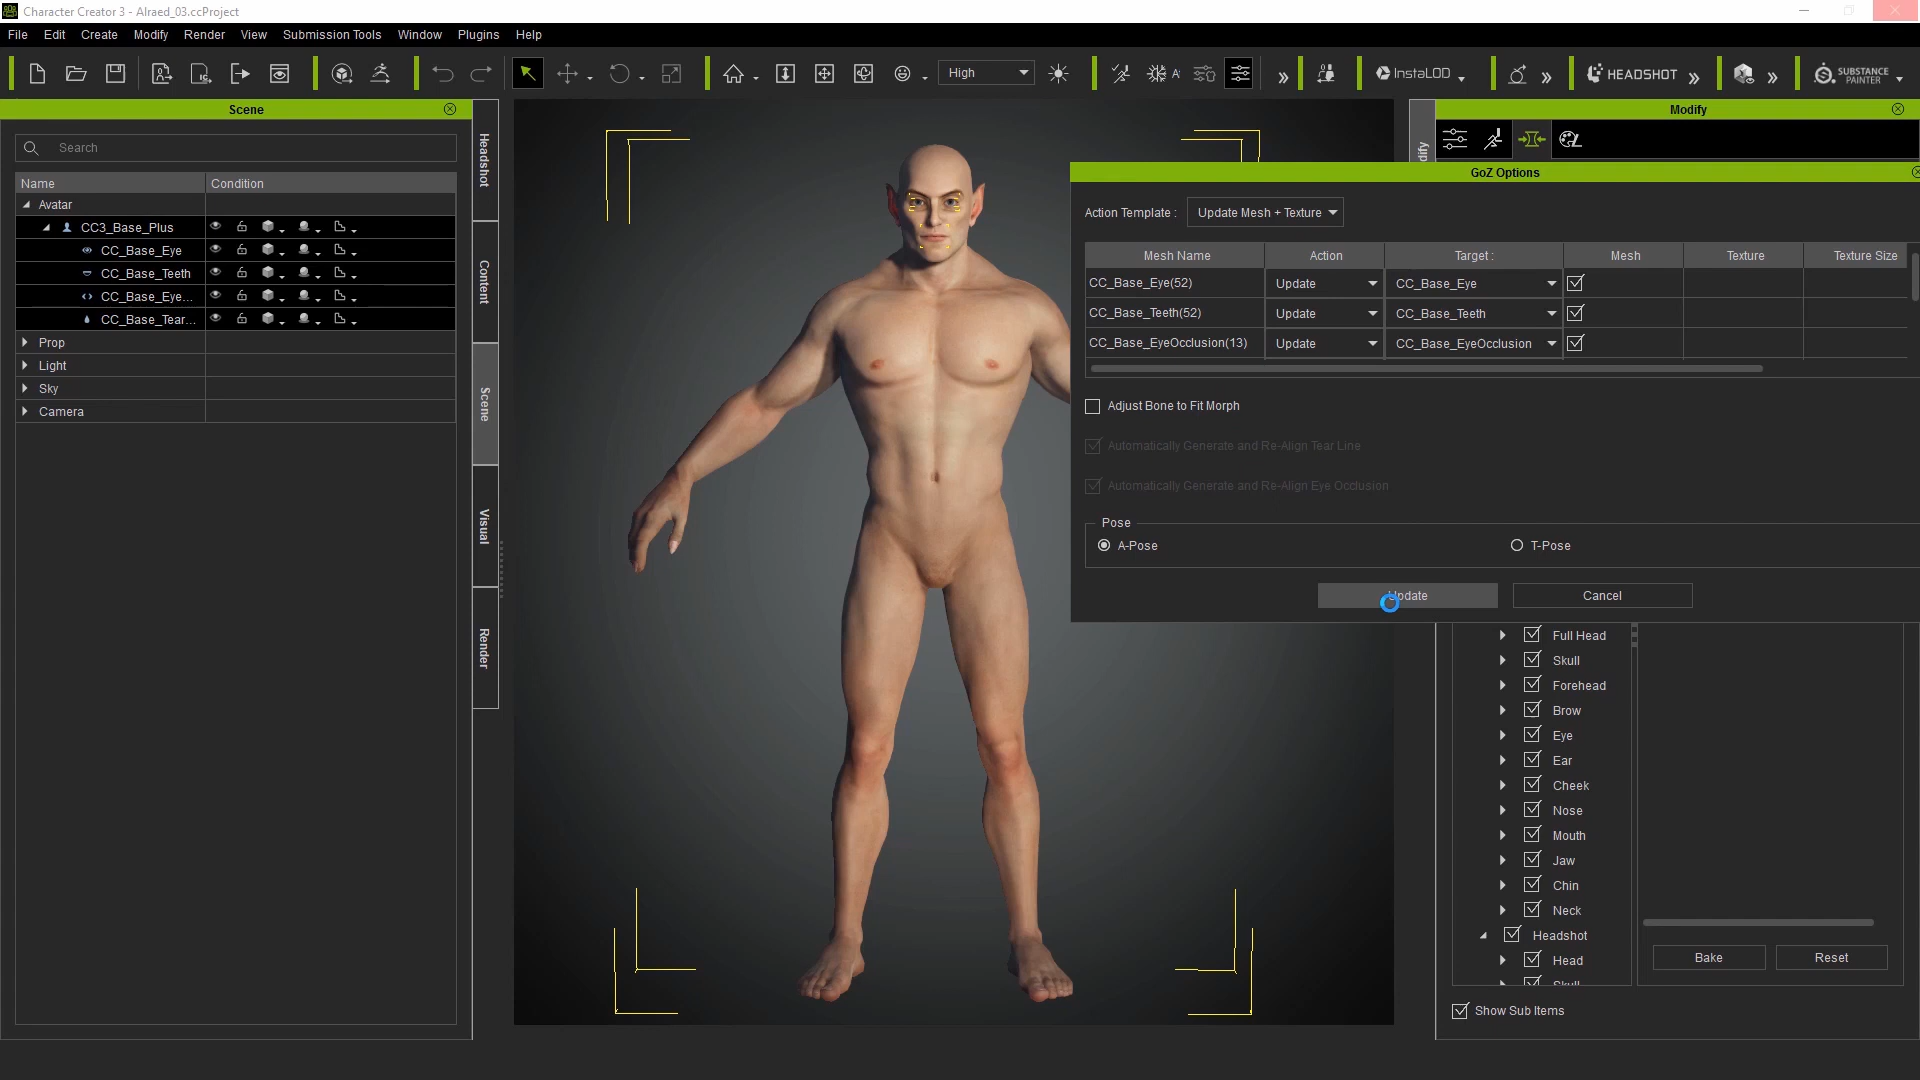 Character Creator 3 - Alraed_03.ccProject
File Edit Create Modify Render View Submission Tools Window Plugins Help
High
InstaLOD
HEADSHOT
SUBSTANCE
PAINTER
Scene
Search
Name Condition
Avatar
CC3_Base_Plus
CC_Base_Eye
CC_Base_Teeth
CC_Base_Eye...
CC_Base_Tear...
Prop
Light
Sky
Camera
Headshot
Content
Scene
Visual
Render
Modify
GoZ Options
Action Template : Update Mesh + Texture
Mesh Name Action Target : Mesh Texture Texture Size
CC_Base_Eye(52) Update CC_Base_Eye
CC_Base_Teeth(52) Update CC_Base_Teeth
CC_Base_EyeOcclusion(13) Update CC_Base_EyeOcclusion
Adjust Bone to Fit Morph
Automatically Generate and Re-Align Tear Line
Automatically Generate and Re-Align Eye Occlusion
Pose
A-Pose T-Pose
Update Cancel
Full Head
Skull
Forehead
Brow
Eye
Ear
Cheek
Nose
Mouth
Jaw
Chin
Neck
Headshot
Head
Skull
Bake Reset
Show Sub Items